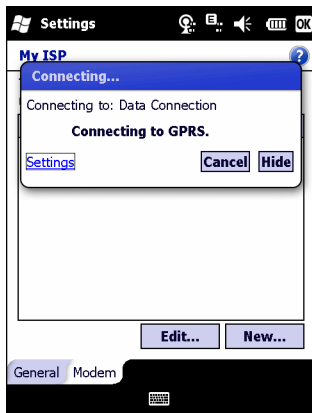 Settings
OK
My ISP
?
Connecting...
Connecting to: Data Connection
Connecting to GPRS.
Settings
Cancel
Hide
Edit...
New...
General
Modem